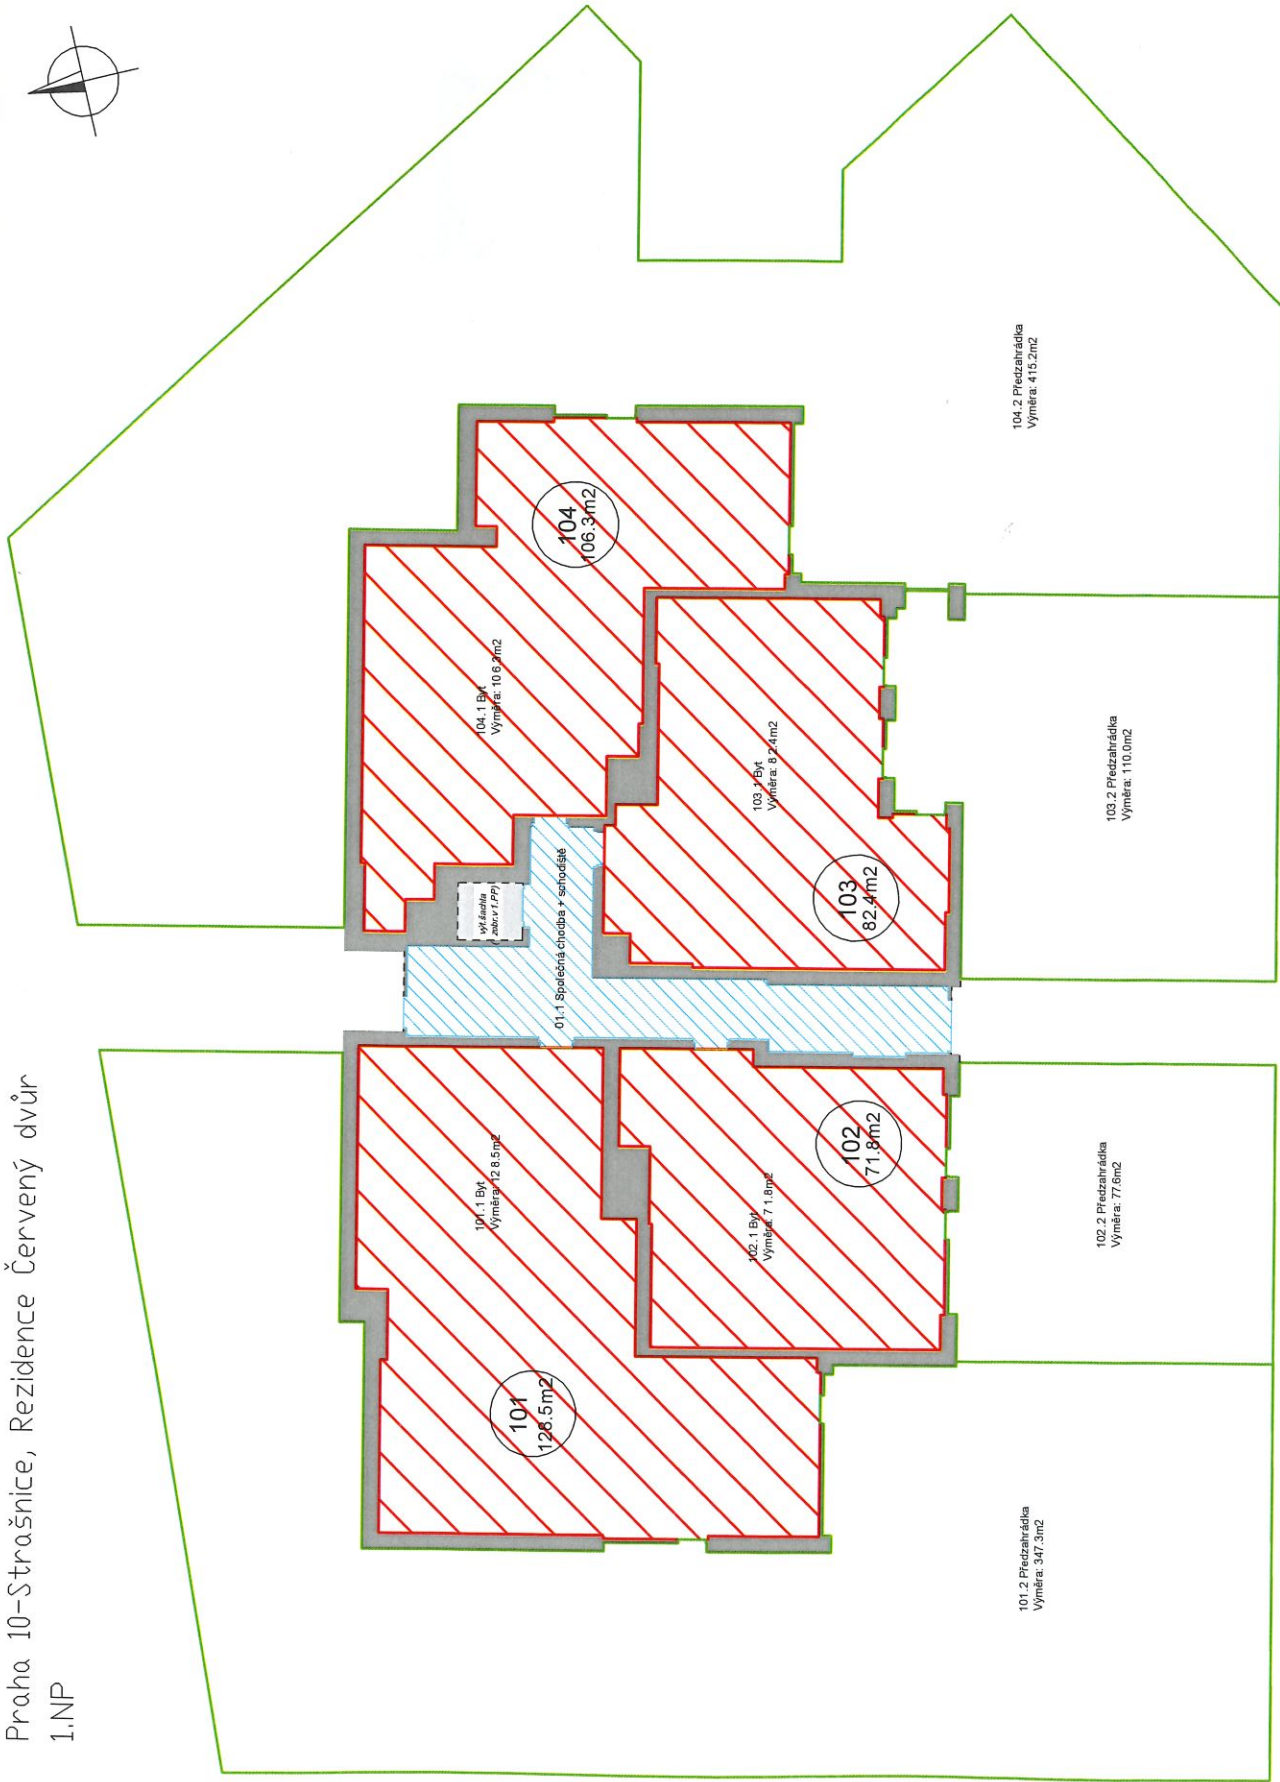 Praha 10-Strašnice, Rezidence Červený dvůr
1.NP
101.1 Byt
Výměra: 128.5m2
101
128.5m2
101.2 Předzahrádka
Výměra: 347.3m2
102.1 Byt
Výměra: 71.8m2
102
71.8m2
102.2 Předzahrádka
Výměra: 77.6m2
01.1 Společná chodba + schodiště
výt.šachta
(zobr.v 1.PP)
103.1 Byt
Výměra: 82.4m2
103
82.4m2
103.2 Předzahrádka
Výměra: 110.0m2
104.1 Byt
Výměra: 106.3m2
104
106.3m2
104.2 Předzahrádka
Výměra: 415.2m2